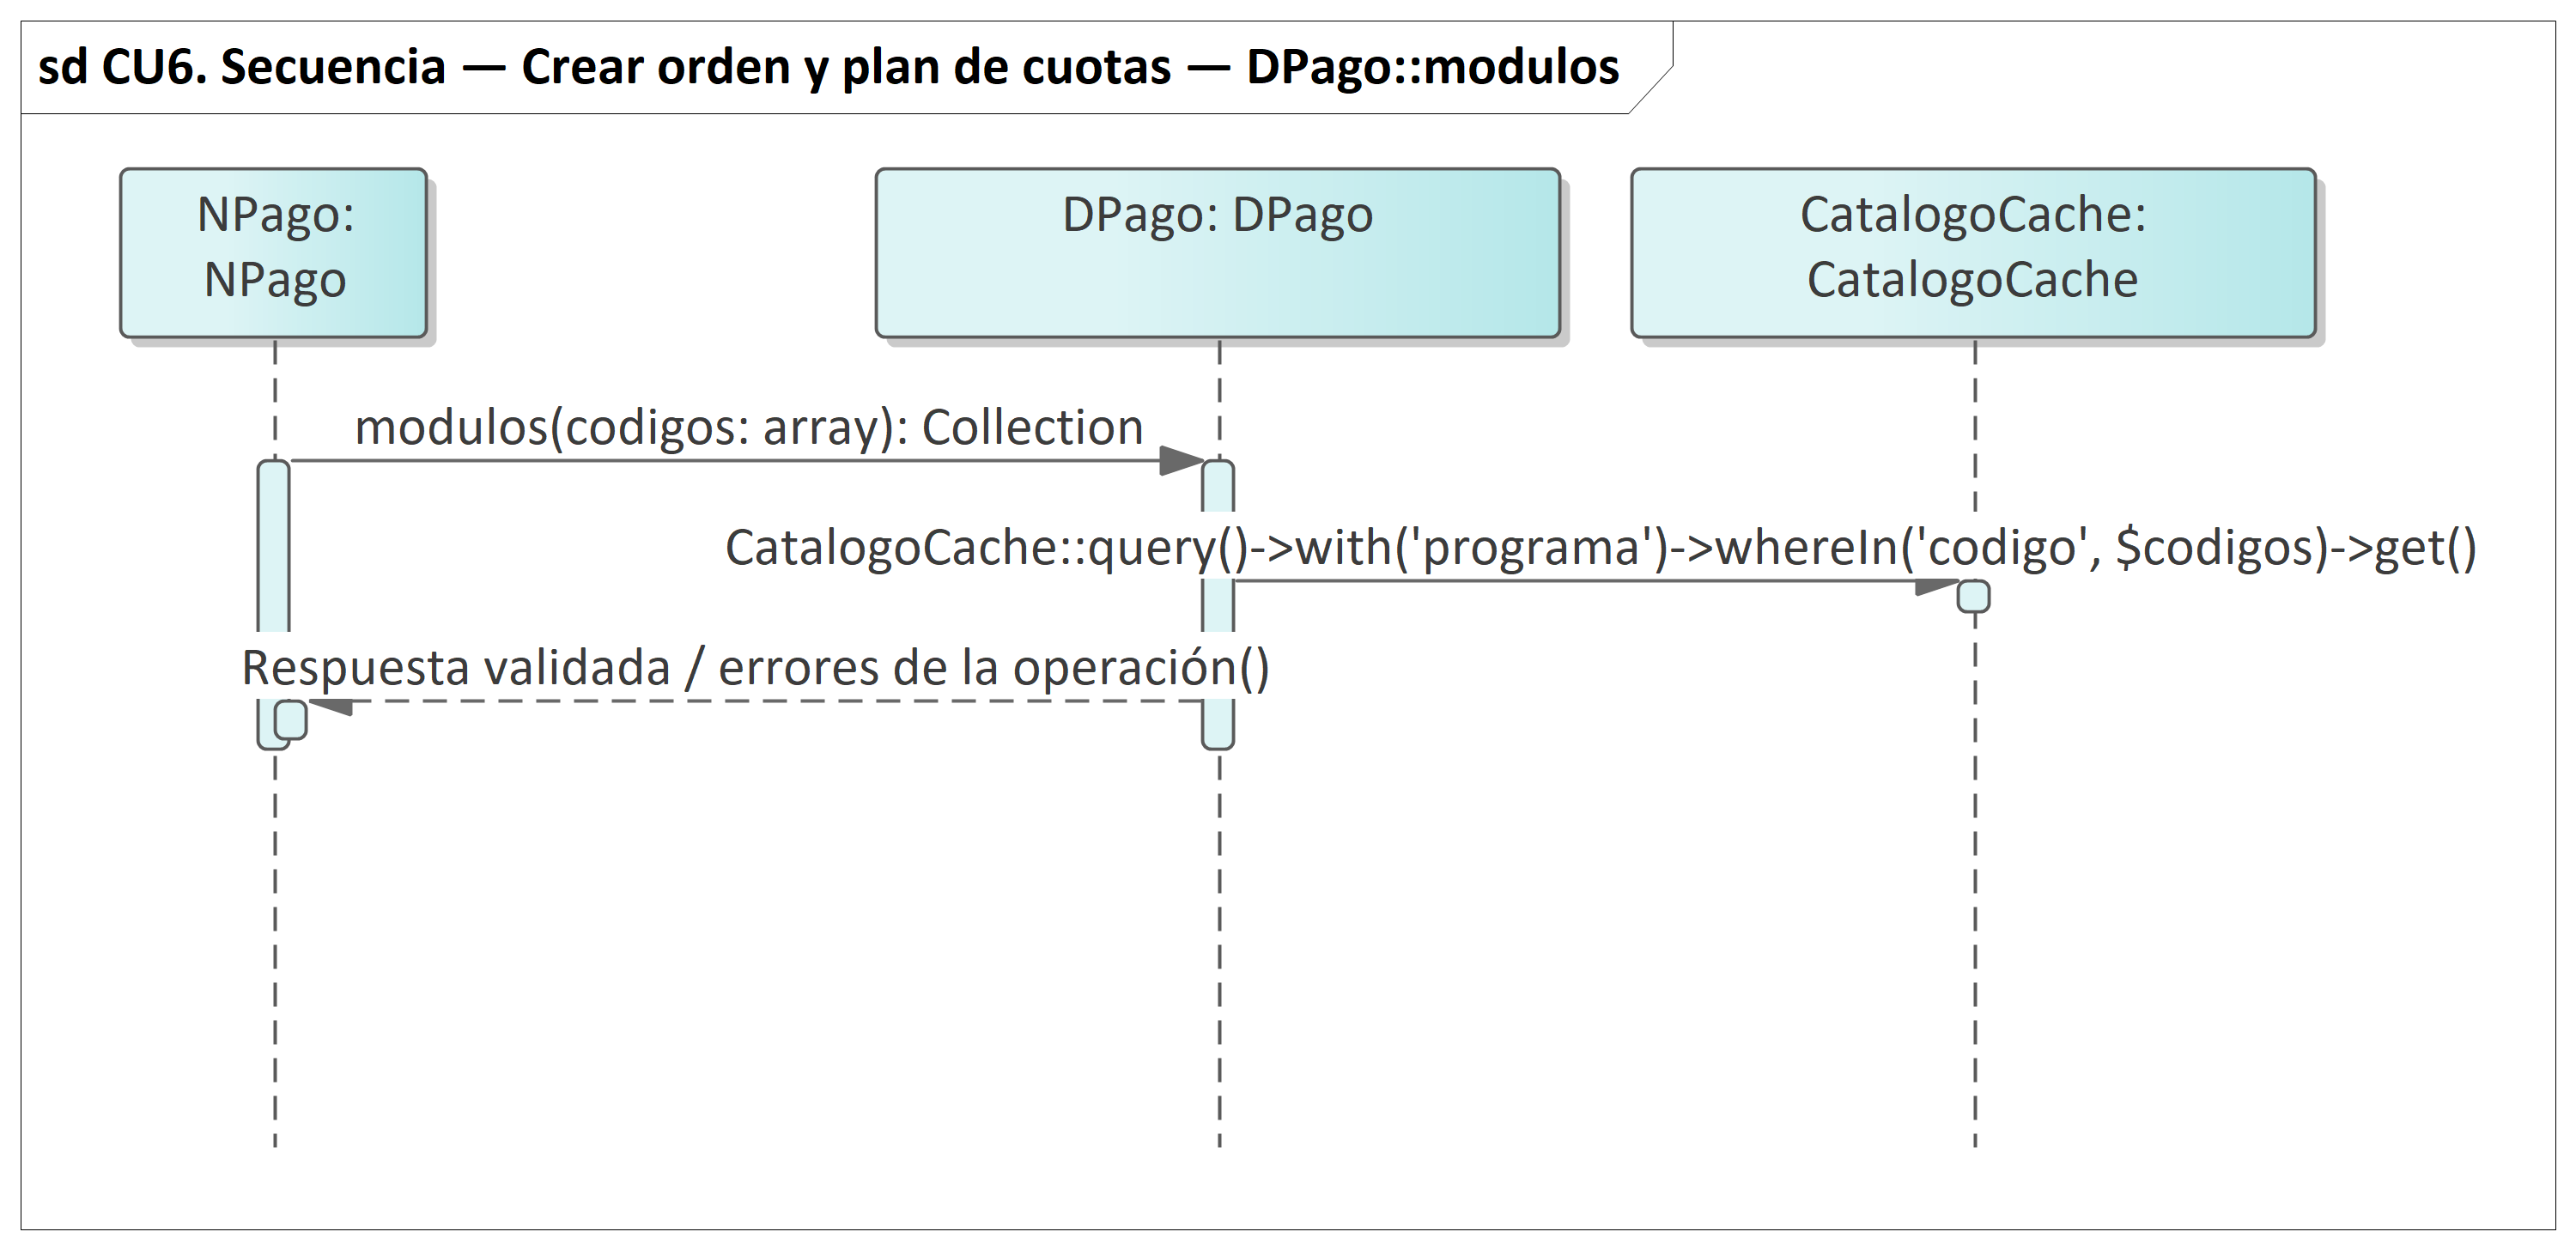 sd CU6. Secuencia — Crear orden y plan de cuotas — DPago::modulos
NPago:
NPago
DPago: DPago
CatalogoCache:
CatalogoCache
modulos(codigos: array): Collection
CatalogoCache::query()->with('programa')->whereIn('codigo', $codigos)->get()
Respuesta validada / errores de la operación()